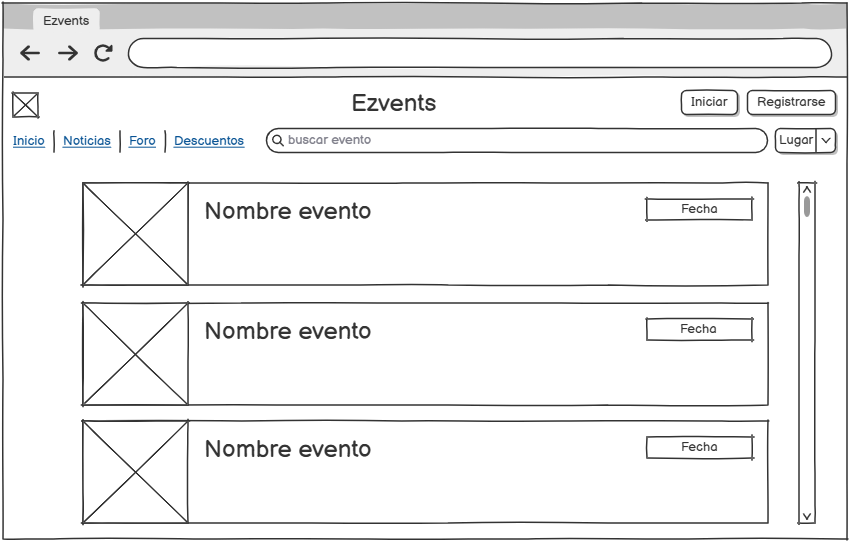 Ezvents
Ezvents
Iniciar Registrarse
Inicio Noticias Foro Descuentos buscar evento Lugar
Nombre evento Fecha
Nombre evento Fecha
Nombre evento Fecha